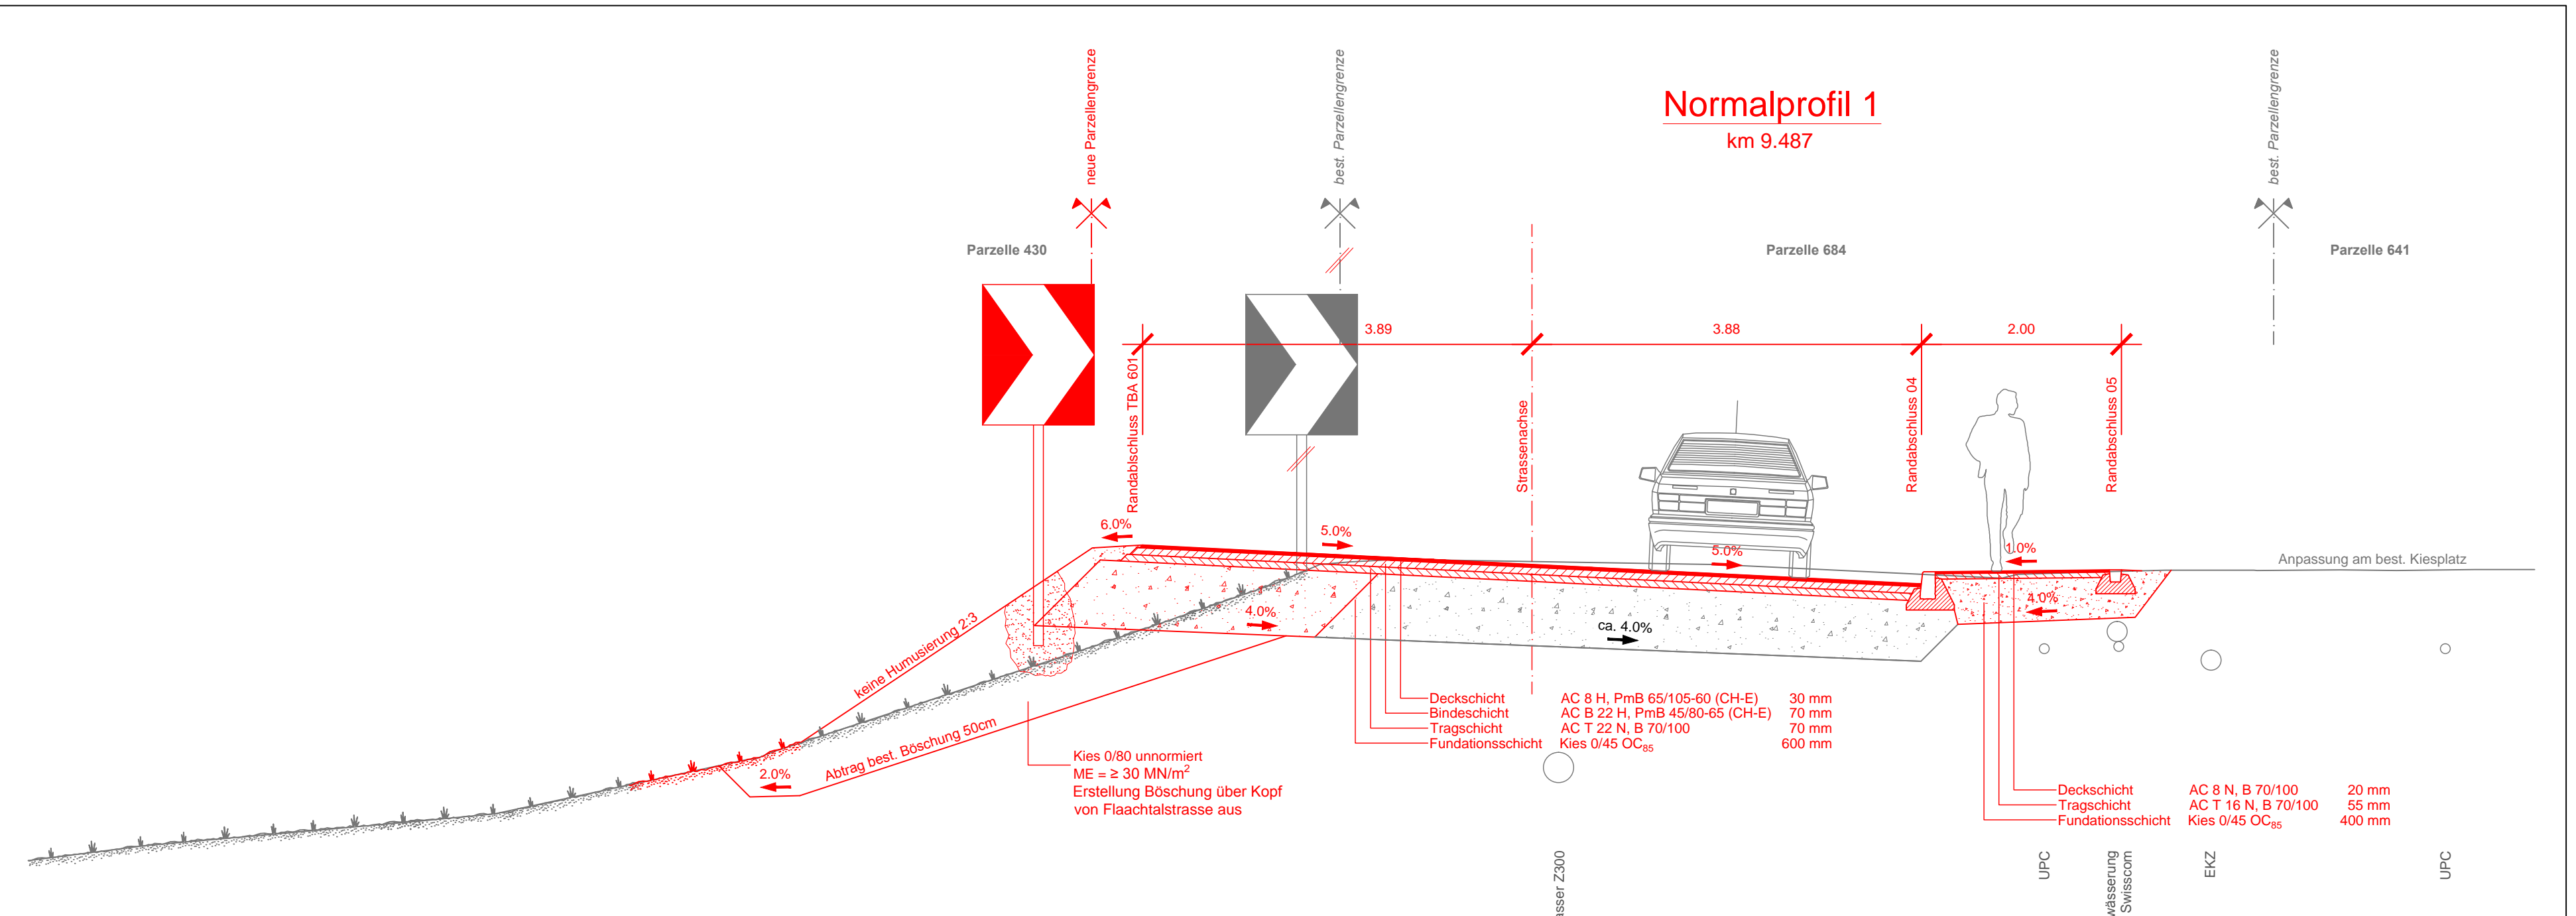 neue Parzellengrenze
best. Parzellengrenze
best. Parzellengrenze
Normalprofil 1
km 9.487
Parzelle 430
Parzelle 684
Parzelle 641
3.89
3.88
2.00
Randablschluss TBA 601
Strassenachse
Randabschluss 04
Randabschluss 05
6.0%
5.0%
5.0%
1.0%
Anpassung am best. Kiesplatz
4.0%
4.0%
ca. 4.0%
keine Humusierung 2:3
Abtrag best. Böschung 50cm
2.0%
Kies 0/80 unnormiert
ME = ≥ 30 MN/m²
Erstellung Böschung über Kopf
von Flaachtalstrasse aus
Deckschicht AC 8 H, PmB 65/105-60 (CH-E) 30 mm
Bindeschicht AC B 22 H, PmB 45/80-65 (CH-E) 70 mm
Tragschicht AC T 22 N, B 70/100 70 mm
Fundationsschicht Kies 0/45 OC₈₅ 600 mm
Deckschicht AC 8 N, B 70/100 20 mm
Tragschicht AC T 16 N, B 70/100 55 mm
Fundationsschicht Kies 0/45 OC₈₅ 400 mm
asser Z300
UPC
wässerung
Swisscom
EKZ
UPC